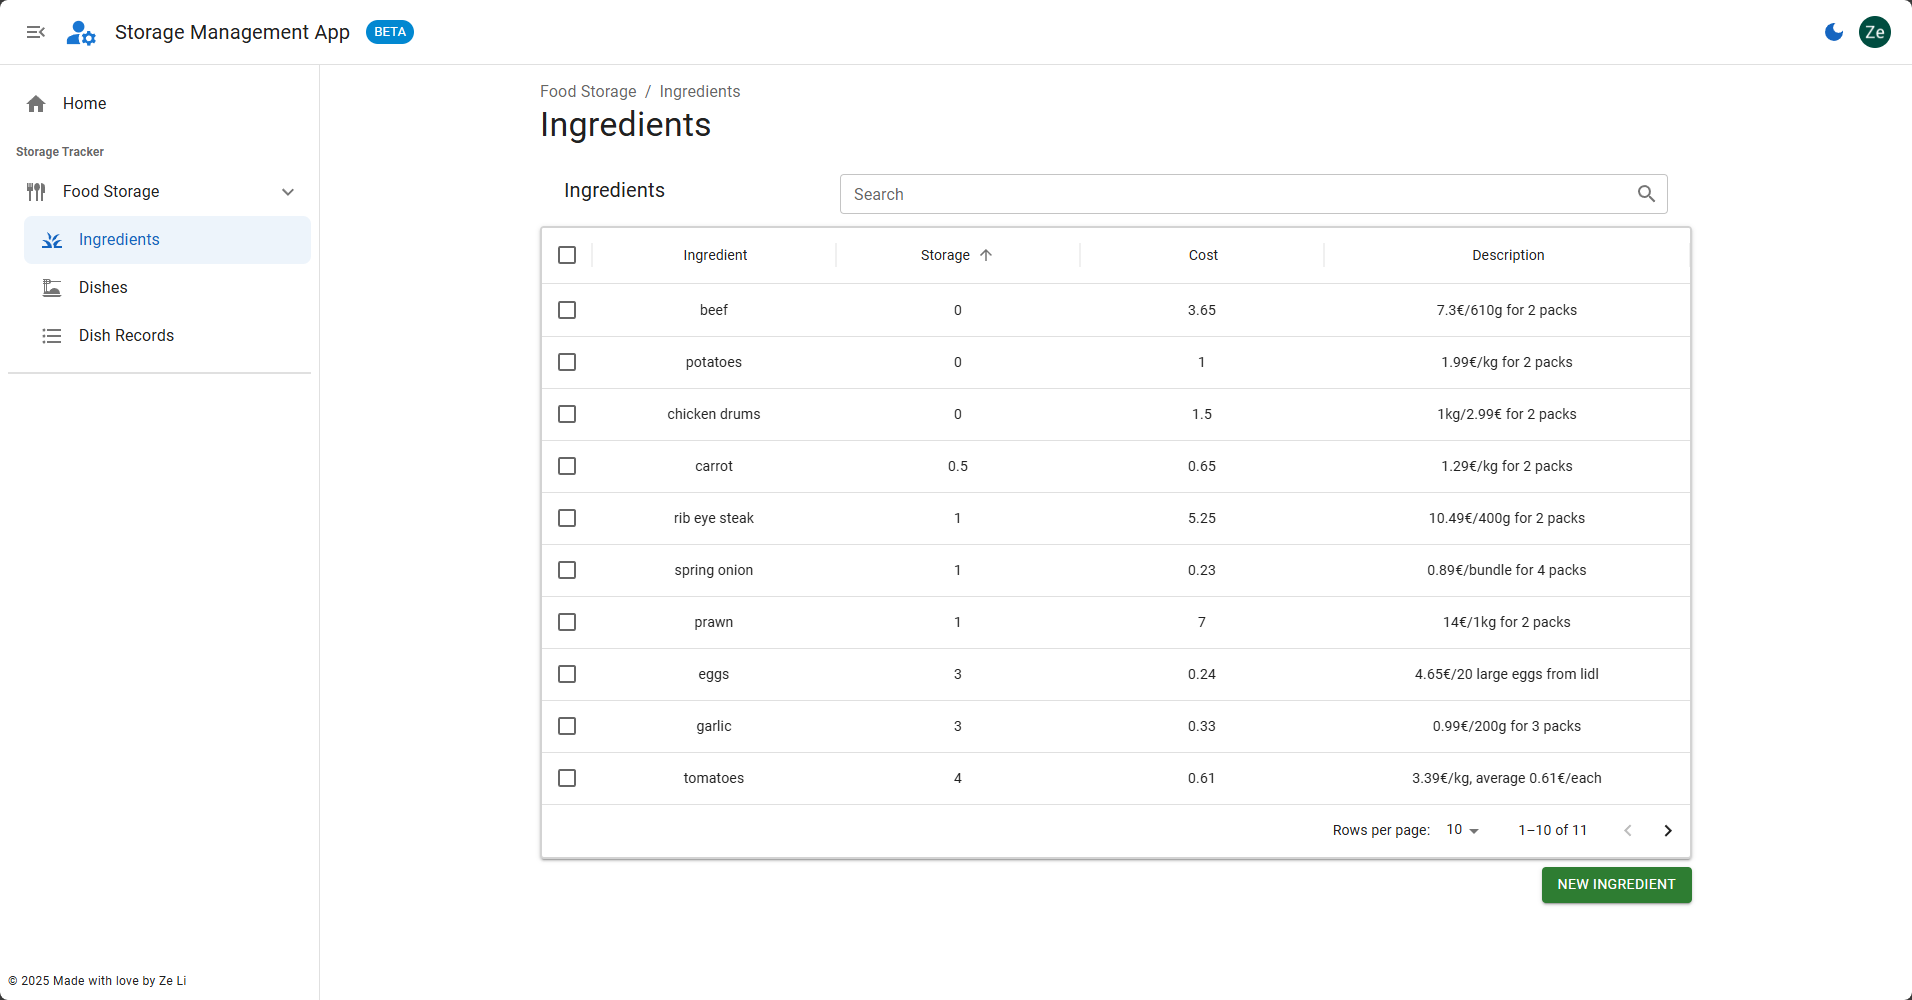 Storage Management App BETA
Ze
Home
Storage Tracker
Food Storage
Ingredients
Dishes
Dish Records
© 2025 Made with love by Ze Li
Food Storage / Ingredients
Ingredients
Ingredients
Search
Ingredient Storage Cost Description
beef 0 3.65 7.3€/610g for 2 packs
potatoes 0 1 1.99€/kg for 2 packs
chicken drums 0 1.5 1kg/2.99€ for 2 packs
carrot 0.5 0.65 1.29€/kg for 2 packs
rib eye steak 1 5.25 10.49€/400g for 2 packs
spring onion 1 0.23 0.89€/bundle for 4 packs
prawn 1 7 14€/1kg for 2 packs
eggs 3 0.24 4.65€/20 large eggs from lidl
garlic 3 0.33 0.99€/200g for 3 packs
tomatoes 4 0.61 3.39€/kg, average 0.61€/each
Rows per page: 10 1–10 of 11
NEW INGREDIENT